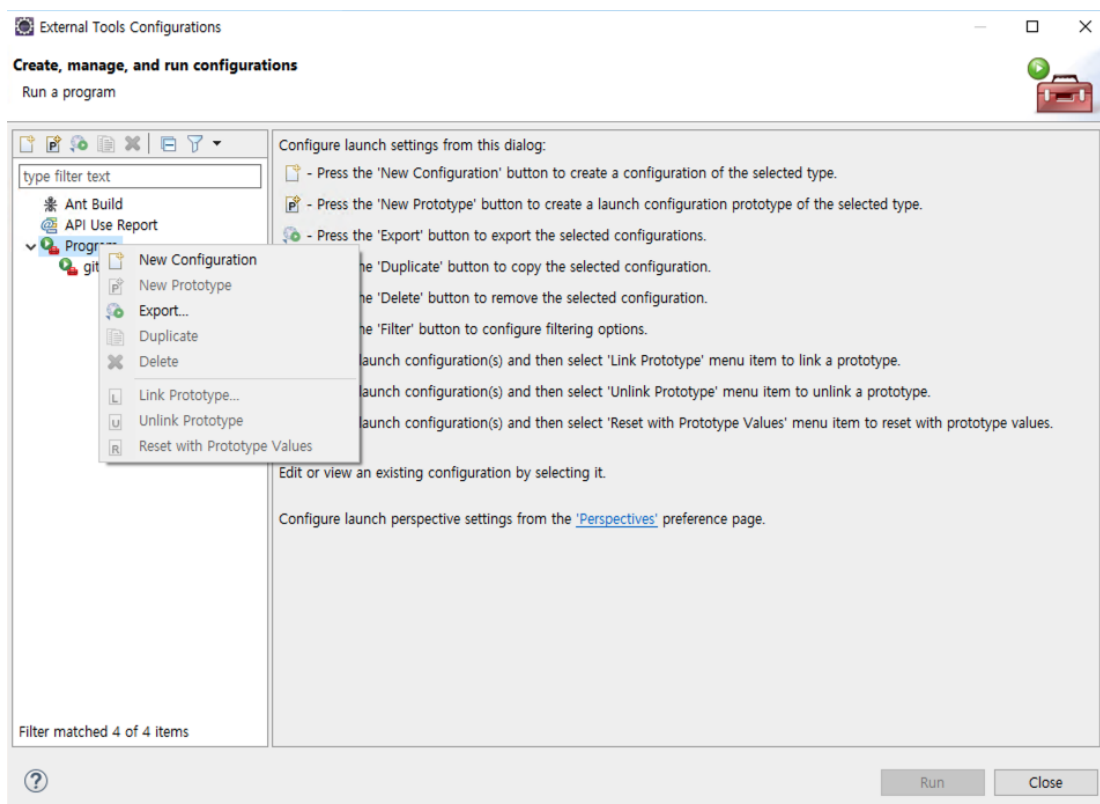 External Tools Configurations
Create, manage, and run configurations
Run a program
type filter text
Ant Build
API Use Report
Progr
git
New Configuration
New Prototype
Export...
Duplicate
Delete
Link Prototype...
Unlink Prototype
Reset with Prototype Values
Filter matched 4 of 4 items
Configure launch settings from this dialog:
- Press the 'New Configuration' button to create a configuration of the selected type.
- Press the 'New Prototype' button to create a launch configuration prototype of the selected type.
- Press the 'Export' button to export the selected configurations.
he 'Duplicate' button to copy the selected configuration.
he 'Delete' button to remove the selected configuration.
he 'Filter' button to configure filtering options.
launch configuration(s) and then select 'Link Prototype' menu item to link a prototype.
launch configuration(s) and then select 'Unlink Prototype' menu item to unlink a prototype.
launch configuration(s) and then select 'Reset with Prototype Values' menu item to reset with prototype values.
Edit or view an existing configuration by selecting it.
Configure launch perspective settings from the 'Perspectives' preference page.
Run
Close